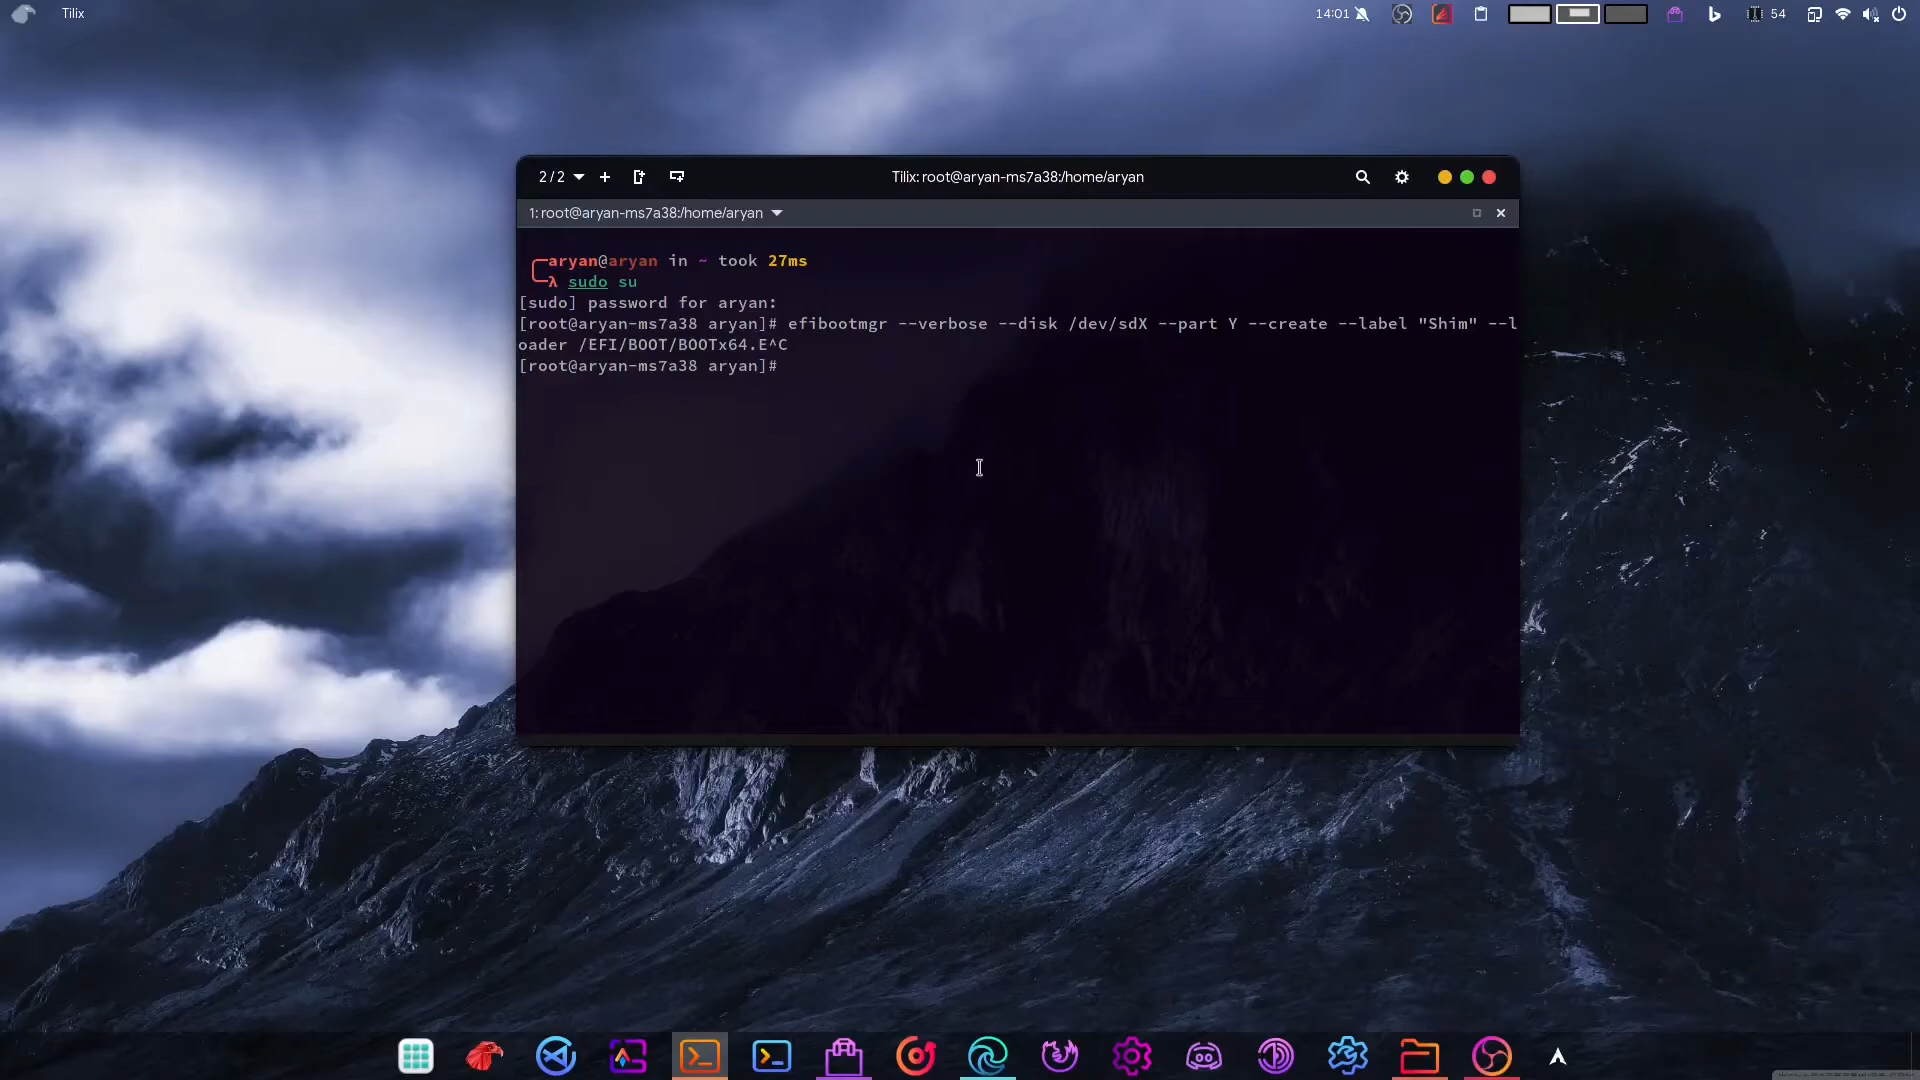 Tilix
14:01
54
2 / 2
Tilix: root@aryan-ms7a38:/home/aryan
1: root@aryan-ms7a38:/home/aryan
aryan@aryan in ~ took 27ms
λ sudo su
[sudo] password for aryan:
[root@aryan-ms7a38 aryan]# efibootmgr --verbose --disk /dev/sdX --part Y --create --label "Shim" --l
oader /EFI/BOOT/BOOTx64.E^C
[root@aryan-ms7a38 aryan]#